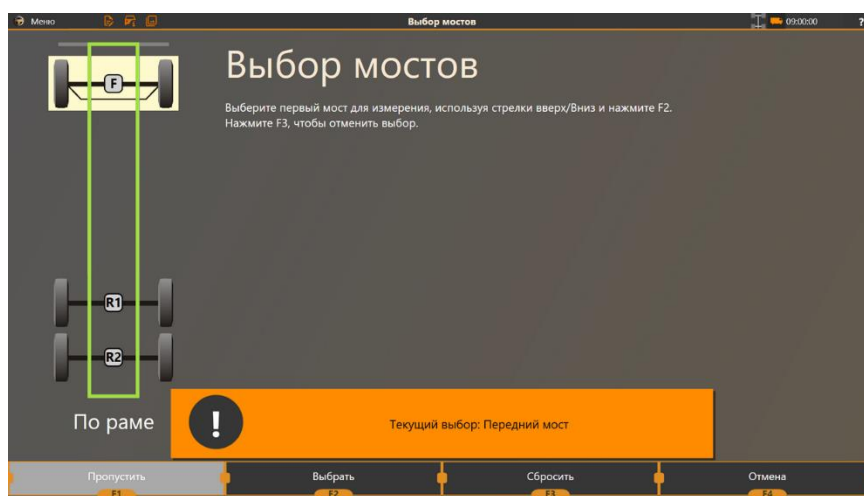 Меню
Выбор мостов
09:00:00
?
Выбор мостов
Выберите первый мост для измерения, используя стрелки вверх/Вниз и нажмите F2.
Нажмите F3, чтобы отменить выбор.
F
R1
R2
По раме
!
Текущий выбор: Передний мост
Пропустить
Выбрать
Сбросить
Отмена
F1
F2
F3
F4